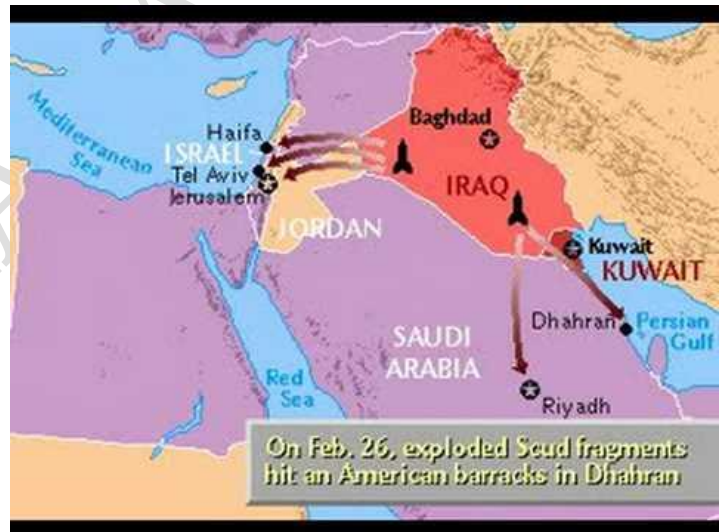 Mediterranean
Sea
Haifa
ISRAEL
Tel Aviv
Jerusalem
JORDAN
Baghdad
IRAQ
Kuwait
KUWAIT
Dhahran
Persian
Gulf
SAUDI
ARABIA
Red
Sea
Riyadh
On Feb. 26, exploded Scud fragments
hit an American barracks in Dhahran